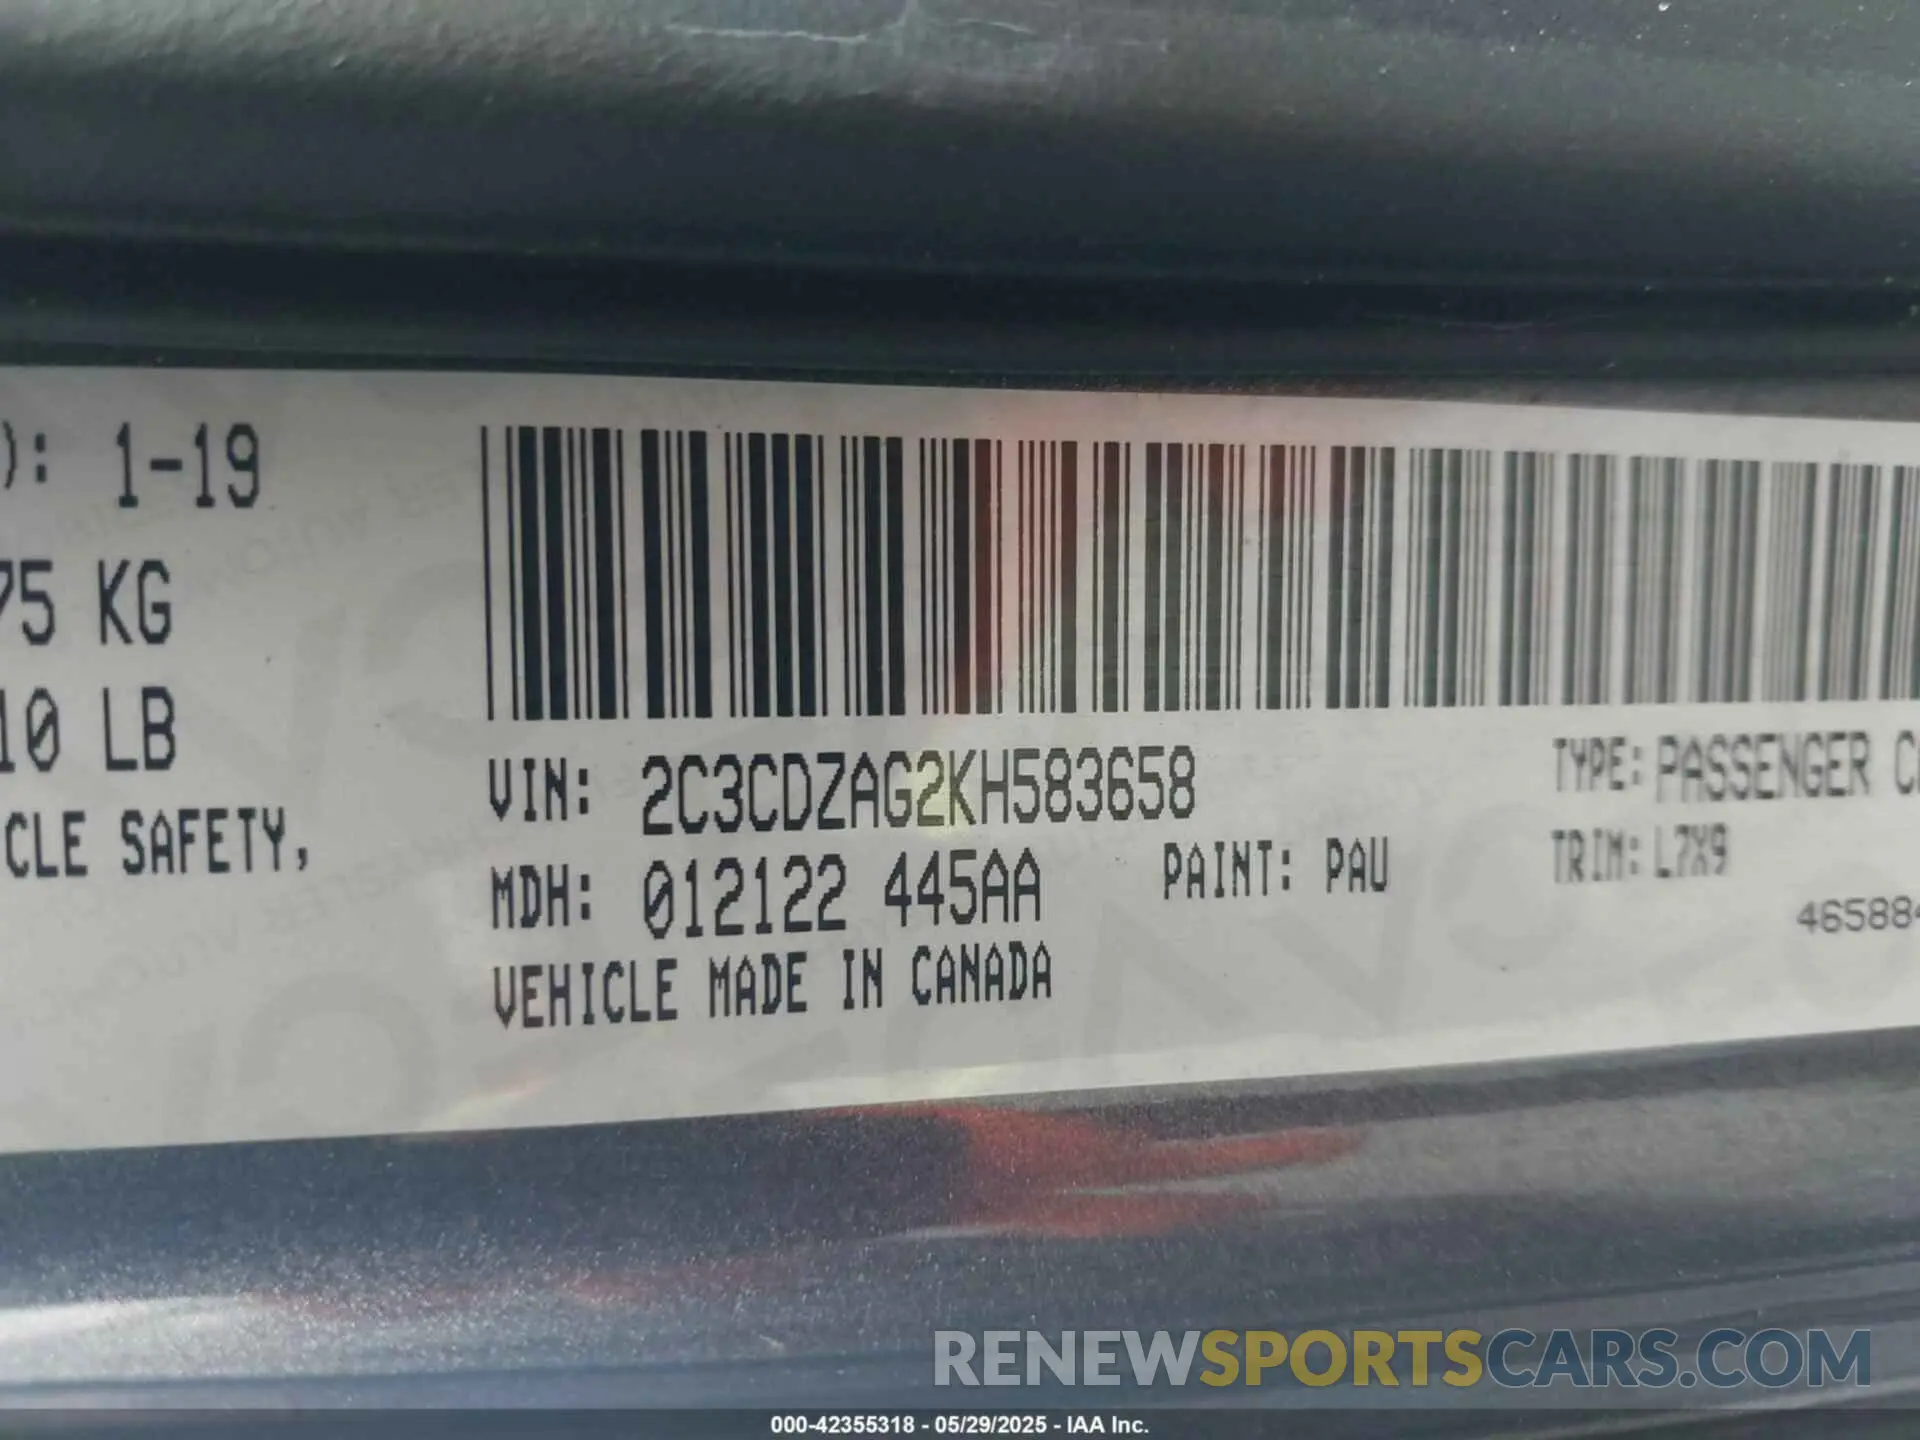 ): 1-19
75 KG
10 LB
CLE SAFETY,
VIN: 2C3CDZAG2KH583658
MDH: 012122 445AA
PAINT: PAU
VEHICLE MADE IN CANADA
TYPE: PASSENGER
TRIM: L7X9
46588
RENEWSPORTSCARS.COM
000-42355318 - 05/29/2025 - IAA Inc.